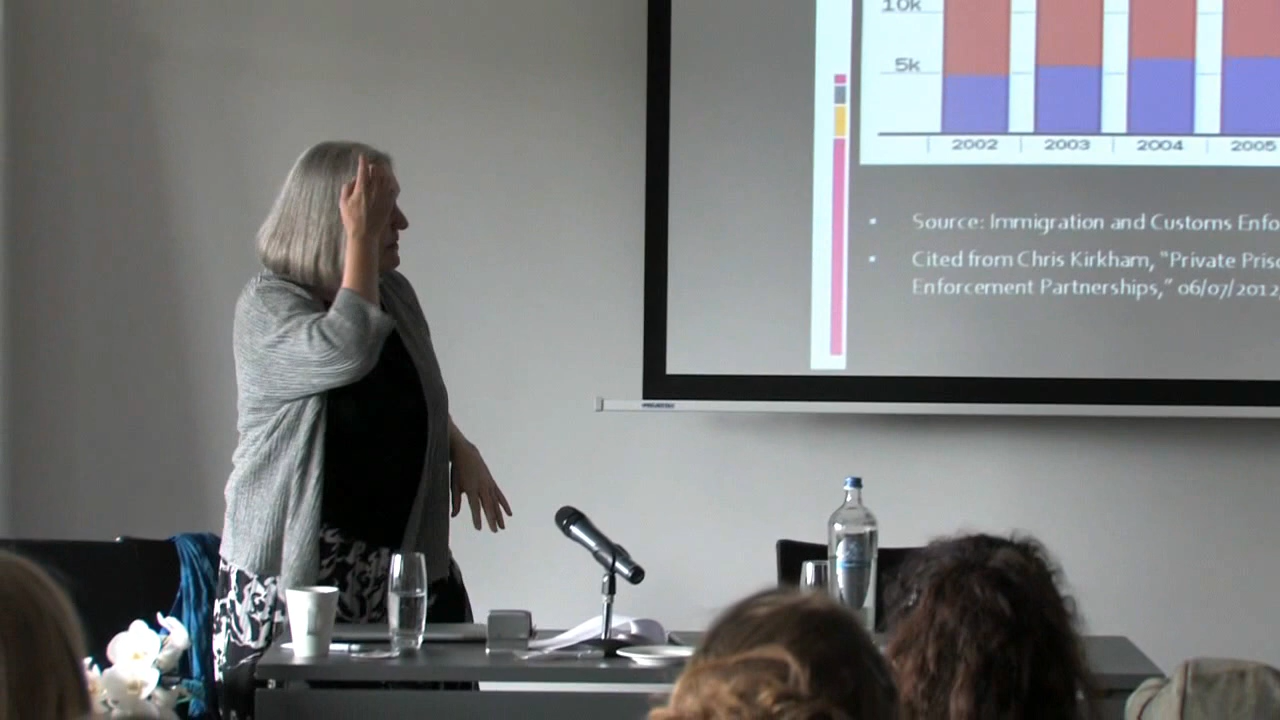 10k
5k
2002 2003 2004 2005
Source: Immigration and Customs Enfo
Cited from Chris Kirkham, "Private Priso
Enforcement Partnerships," 06/07/2012